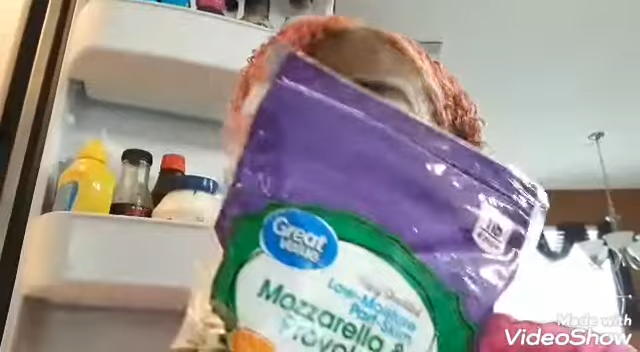 Great
Value
Low-Moisture
Part-Skim
Mozzarella &
Made with
VideoShow